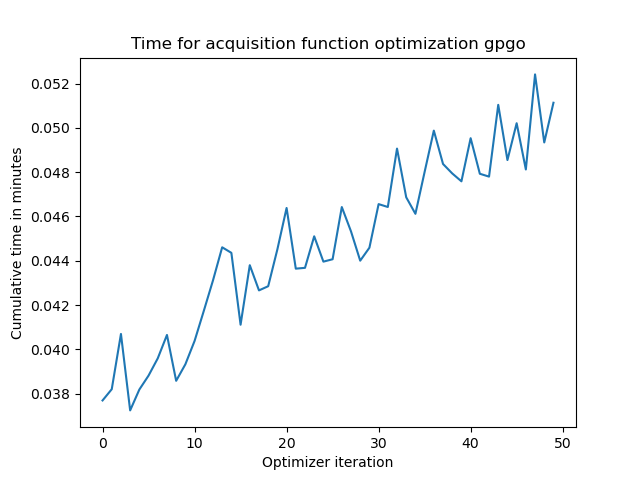 Time for acquisition function optimization gpgo
Cumulative time in minutes
0.052
0.050
0.048
0.046
0.044
0.042
0.040
0.038
0 10 20 30 40 50
Optimizer iteration